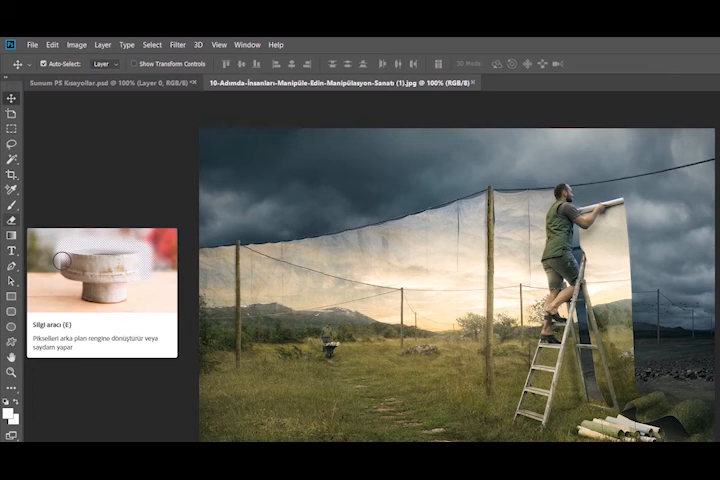 Ps File Edit Image Layer Type Select Filter 3D View Window Help
Auto-Select: Layer Show Transform Controls 3D Mode:
Sunum PS Kısayollar.psd @ 100% (Layer 0, RGB/8) * × 10-Adımda-İnsanları-Manipüle-Edin-Manipülasyon-Sanatı (1).jpg @ 100% (RGB/8) ×
Silgi aracı (E)
Pikselleri arka plan rengine dönüştürür veya
saydam yapar